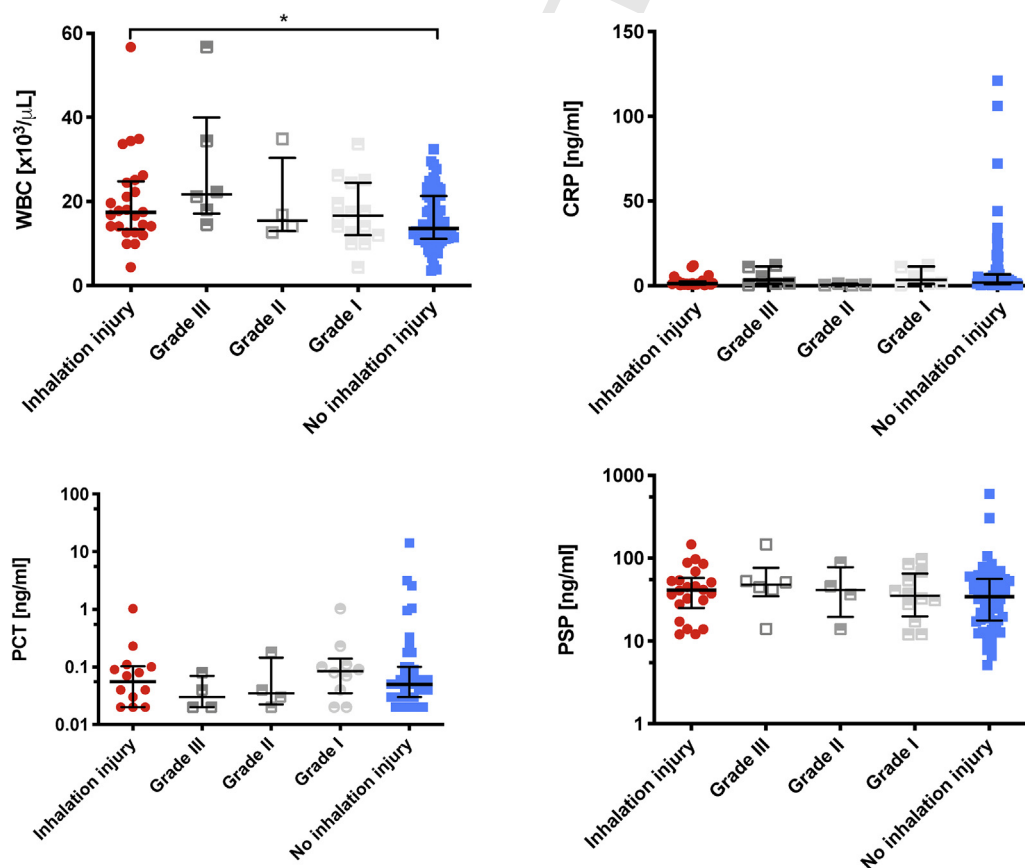 *
60
40
20
0
WBC [x10³/µL]
Inhalation injury
Grade III
Grade II
Grade I
No inhalation injury
150
100
50
0
CRP [ng/ml]
Inhalation injury
Grade III
Grade II
Grade I
No inhalation injury
100
10
1
0.1
0.01
PCT [ng/ml]
Inhalation injury
Grade III
Grade II
Grade I
No inhalation injury
1000
100
10
1
PSP [ng/ml]
Inhalation injury
Grade III
Grade II
Grade I
No inhalation injury